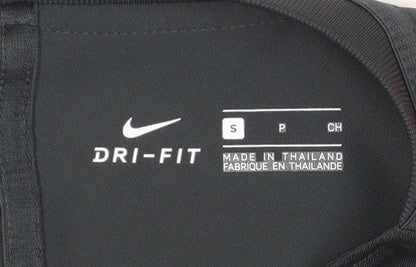 DRI-FIT
S P CH
MADE IN THAILAND
FABRIQUE EN THAILANDE